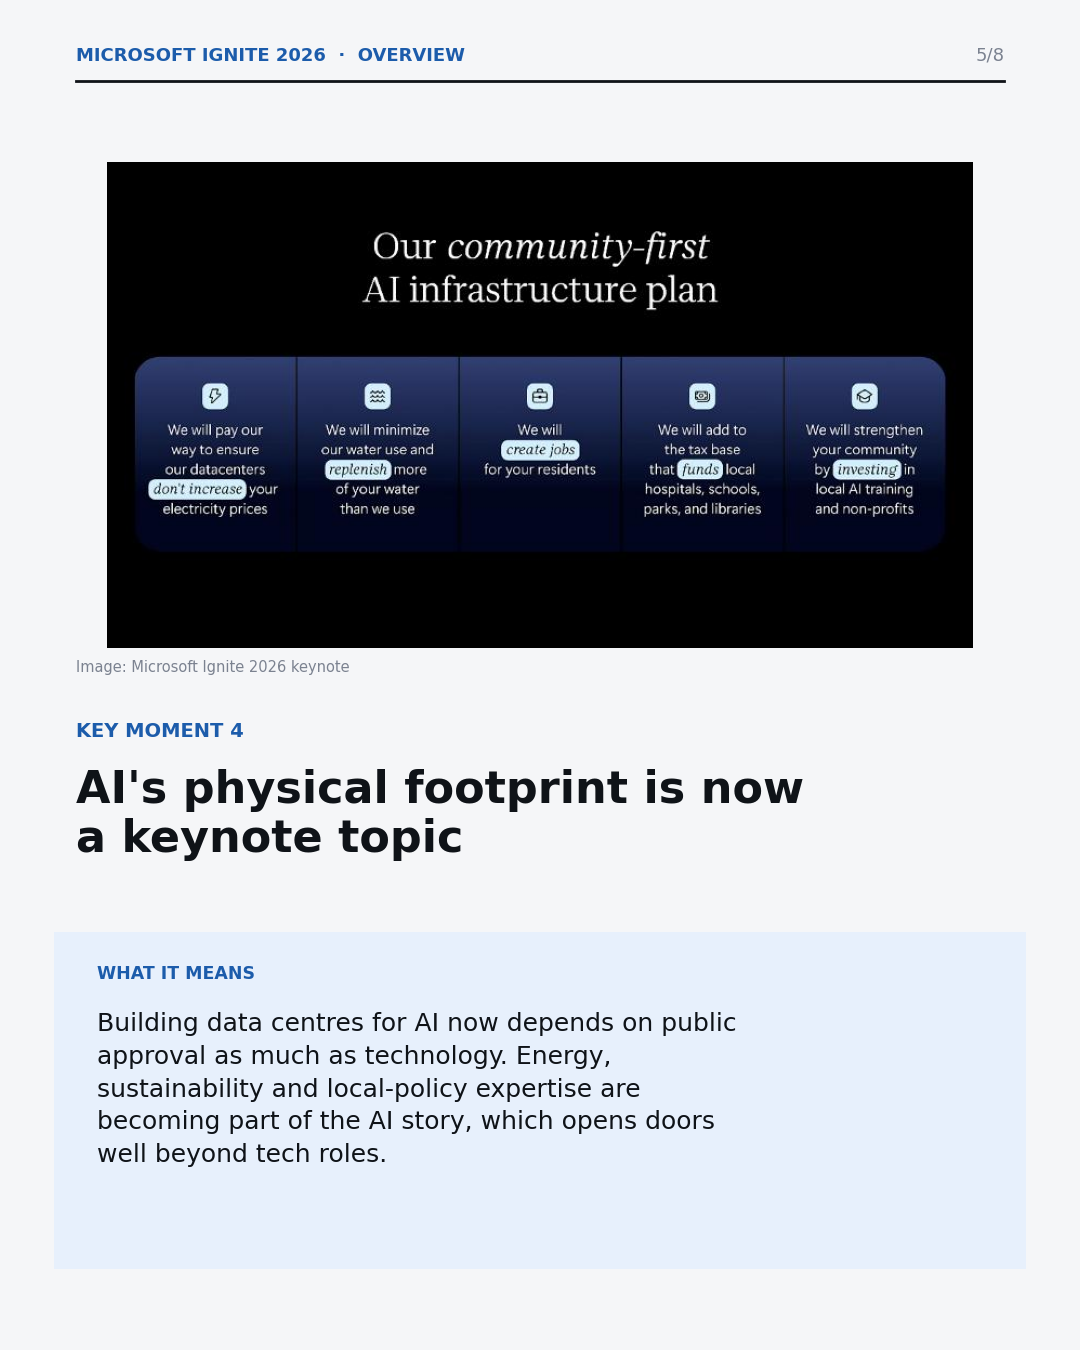 MICROSOFT IGNITE 2026 · OVERVIEW
5/8
Our community-first
AI infrastructure plan
We will pay our
way to ensure
our datacenters
don't increase your
electricity prices
We will minimize
our water use and
replenish more
of your water
than we use
We will
create jobs
for your residents
We will add to
the tax base
that funds local
hospitals, schools,
parks, and libraries
We will strengthen
your community
by investing in
local AI training
and non-profits
Image: Microsoft Ignite 2026 keynote
KEY MOMENT 4
AI's physical footprint is now
a keynote topic
WHAT IT MEANS
Building data centres for AI now depends on public
approval as much as technology. Energy,
sustainability and local-policy expertise are
becoming part of the AI story, which opens doors
well beyond tech roles.